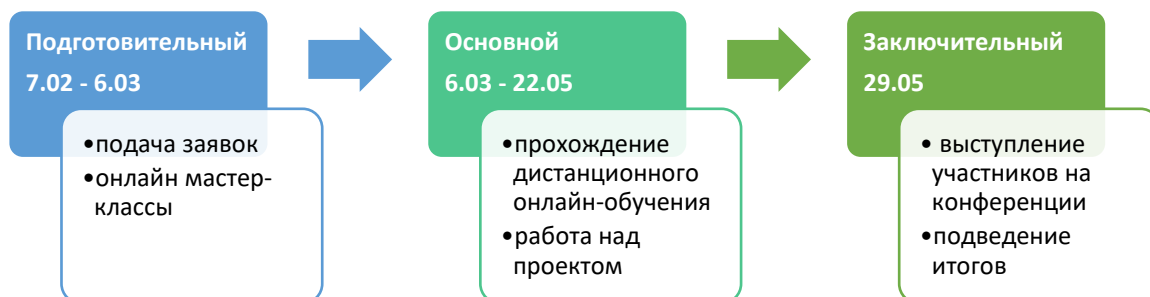 Подготовительный
7.02 - 6.03
•подача заявок
•онлайн мастер-
классы
Основной
6.03 - 22.05
•прохождение
дистанционного
онлайн-обучения
•работа над
проектом
Заключительный
29.05
• выступление
участников на
конференции
•подведение
итогов